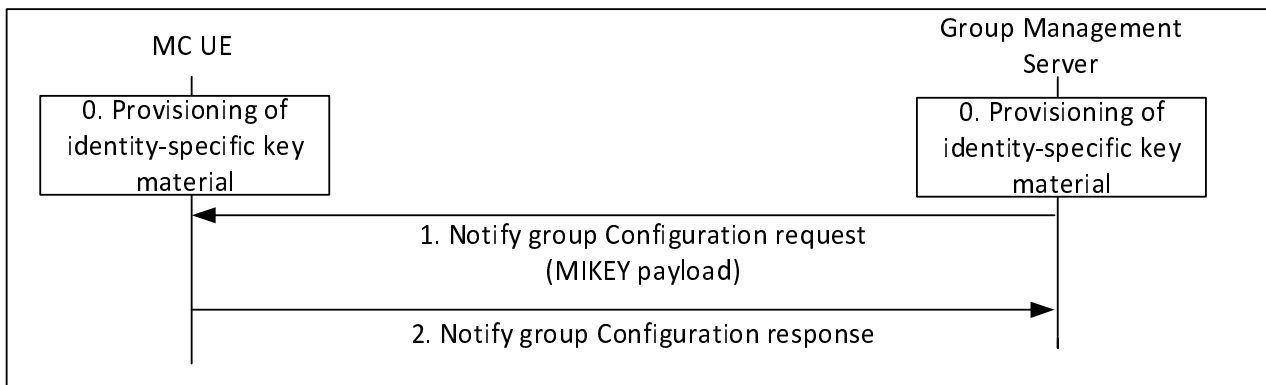 MC UE
Group Management
Server
0. Provisioning of
identity-specific key
material
0. Provisioning of
identity-specific key
material
1. Notify group Configuration request
(MIKEY payload)
2. Notify group Configuration response